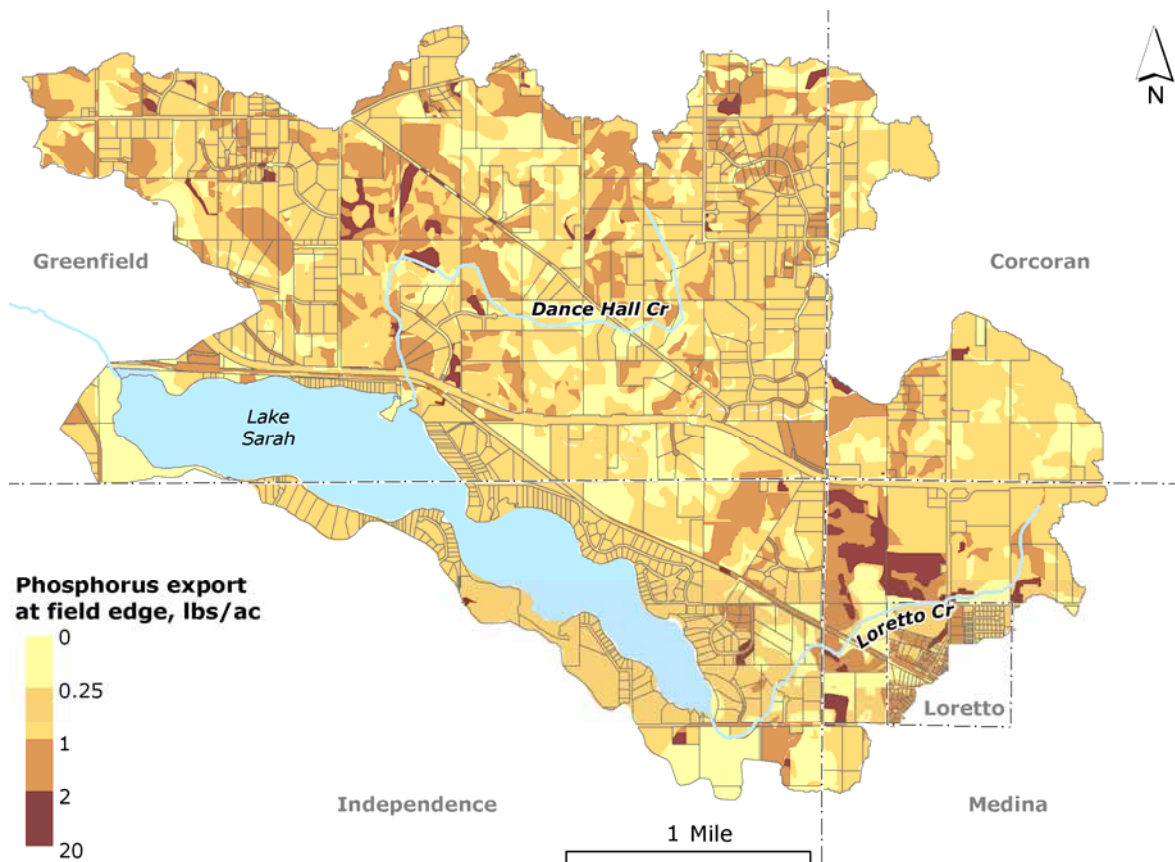 N
Greenfield
Corcoran
Dance Hall Cr
Lake
Sarah
Phosphorus export
at field edge, lbs/ac
0
0.25
1
2
20
Loretto Cr
Loretto
Independence
Medina
1 Mile